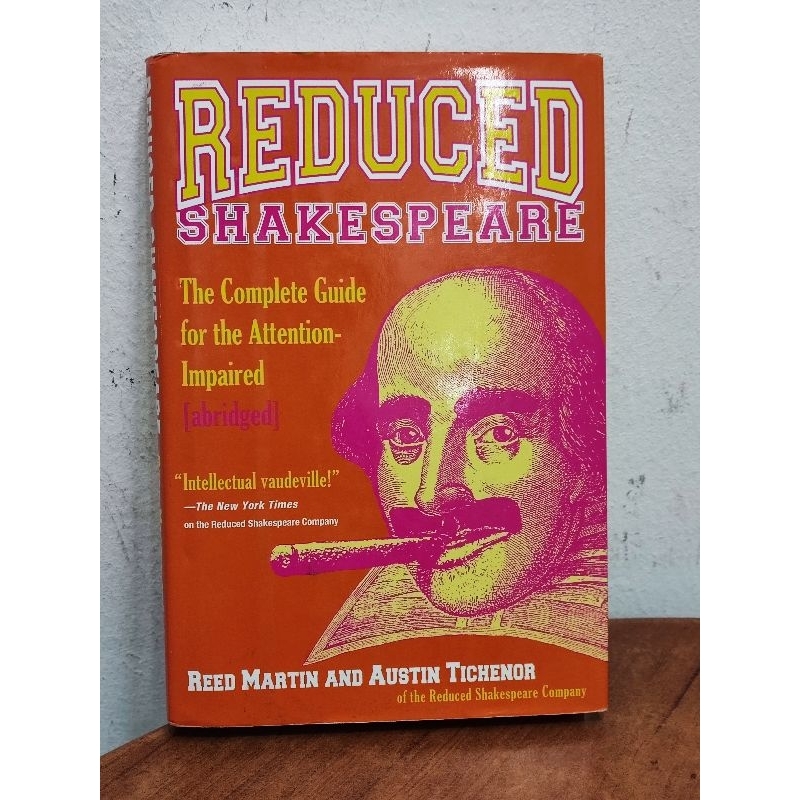 REDUCED
SHAKESPEARE
The Complete Guide
for the Attention-
Impaired
[abridged]
“Intellectual vaudeville!”
—The New York Times
on the Reduced Shakespeare Company
REED MARTIN AND AUSTIN TICHENOR
of the Reduced Shakespeare Company